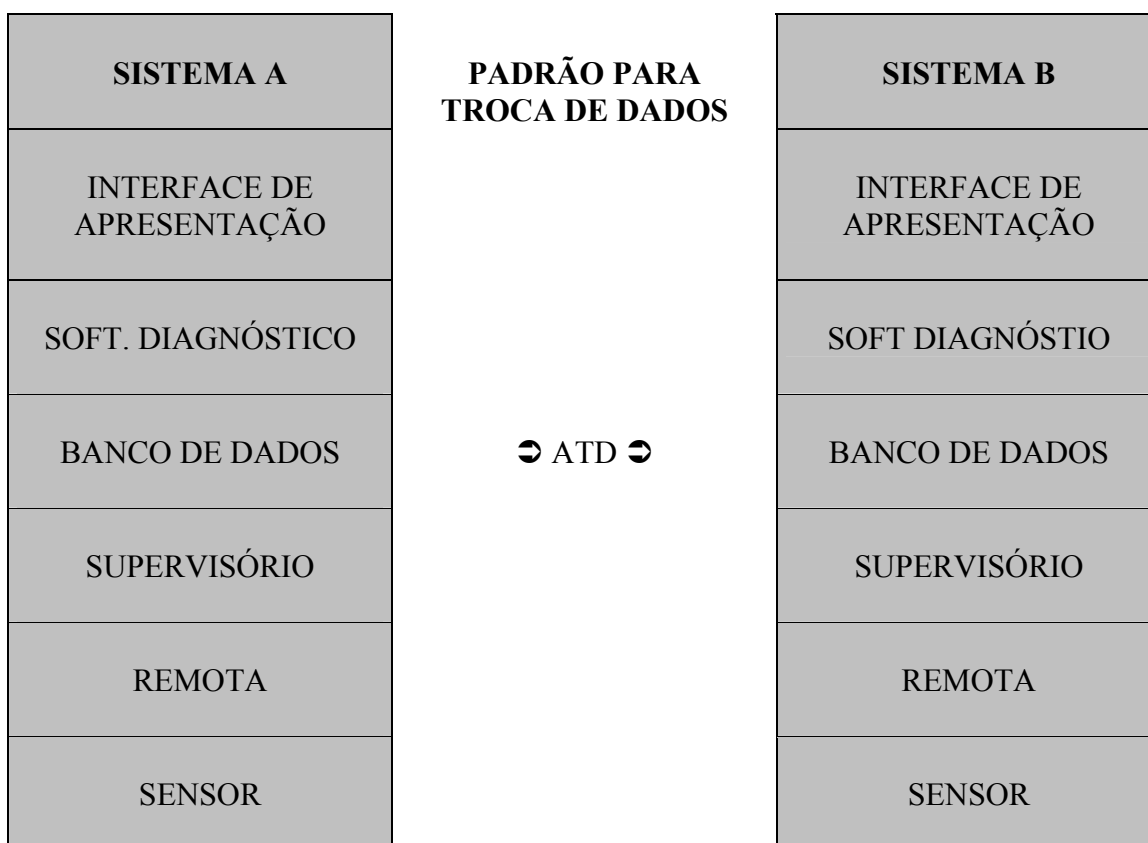 SISTEMA A
PADRÃO PARA
TROCA DE DADOS
SISTEMA B
INTERFACE DE
APRESENTAÇÃO
INTERFACE DE
APRESENTAÇÃO
SOFT. DIAGNÓSTICO
SOFT DIAGNÓSTIO
BANCO DE DADOS
➲ ATD ➲
BANCO DE DADOS
SUPERVISÓRIO
SUPERVISÓRIO
REMOTA
REMOTA
SENSOR
SENSOR